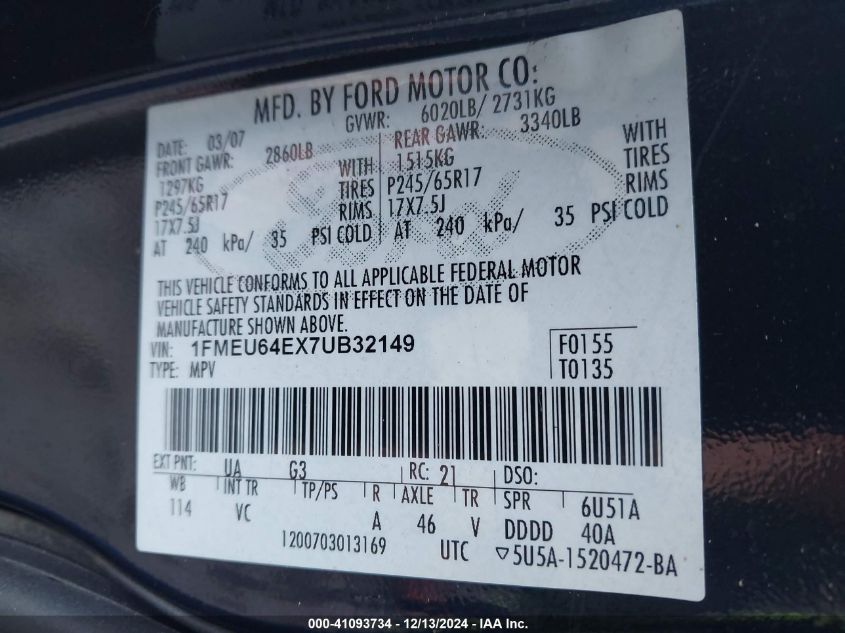 MFD. BY FORD MOTOR CO:
DATE: 03/07 GVWR: 6020LB/ 2731KG
FRONT GAWR: 2860LB REAR GAWR: 3340LB
1297KG WITH 1515KG WITH
P245/65R17 TIRES P245/65R17 TIRES
17X7.5J RIMS 17X7.5J RIMS
AT 240 kPa/ 35 PSI COLD AT 240 kPa/ 35 PSI COLD
THIS VEHICLE CONFORMS TO ALL APPLICABLE FEDERAL MOTOR
VEHICLE SAFETY STANDARDS IN EFFECT ON THE DATE OF
MANUFACTURE SHOWN ABOVE.
VIN: 1FMEU64EX7UB32149 F0155
TYPE: MPV T0135
EXT PNT: UA G3 RC: 21 DSO:
WB INT TR TP/PS R AXLE TR SPR 6U51A
114 VC A 46 V DDDD 40A
1200703013169 UTC ▽5U5A-1520472-BA
000-41093734 - 12/13/2024 - IAA Inc.